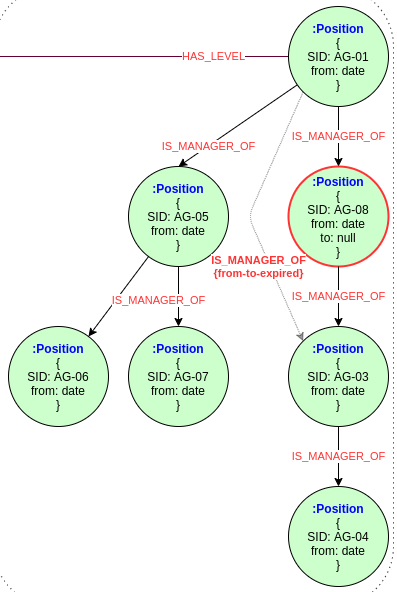 :Position
{
SID: AG-01
from: date
}
HAS_LEVEL
IS_MANAGER_OF
IS_MANAGER_OF
:Position
{
SID: AG-05
from: date
}
:Position
{
SID: AG-08
from: date
to: null
}
IS_MANAGER_OF
{from-to-expired}
IS_MANAGER_OF
IS_MANAGER_OF
:Position
{
SID: AG-06
from: date
}
:Position
{
SID: AG-07
from: date
}
:Position
{
SID: AG-03
from: date
}
IS_MANAGER_OF
:Position
{
SID: AG-04
from: date
}